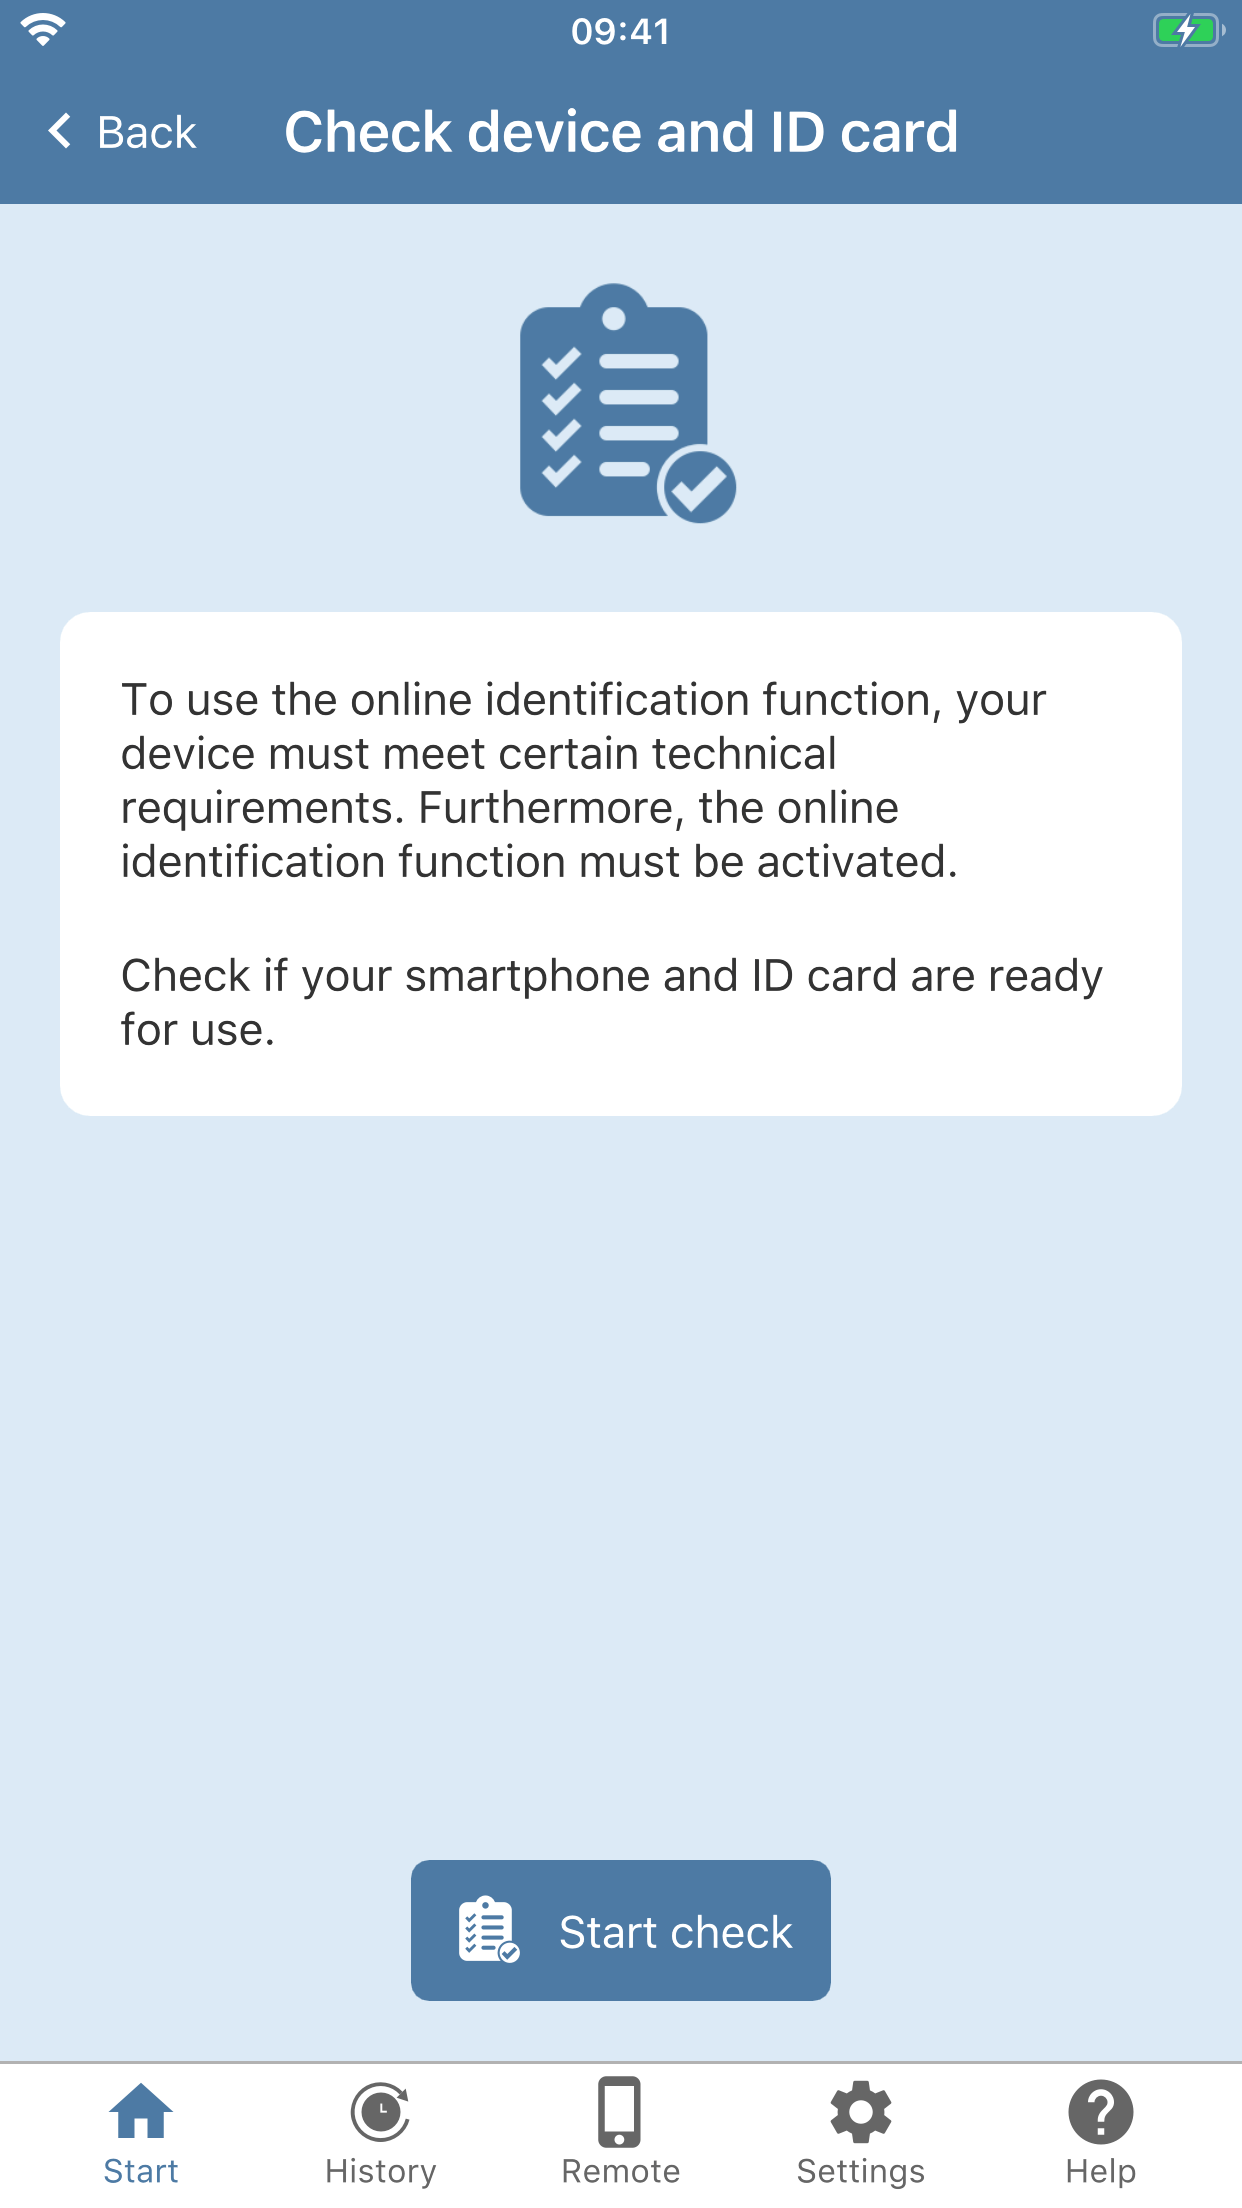 09:41
Back
Check device and ID card
To use the online identification function, your
device must meet certain technical
requirements. Furthermore, the online
identification function must be activated.
Check if your smartphone and ID card are ready
for use.
Start check
Start
History
Remote
Settings
Help